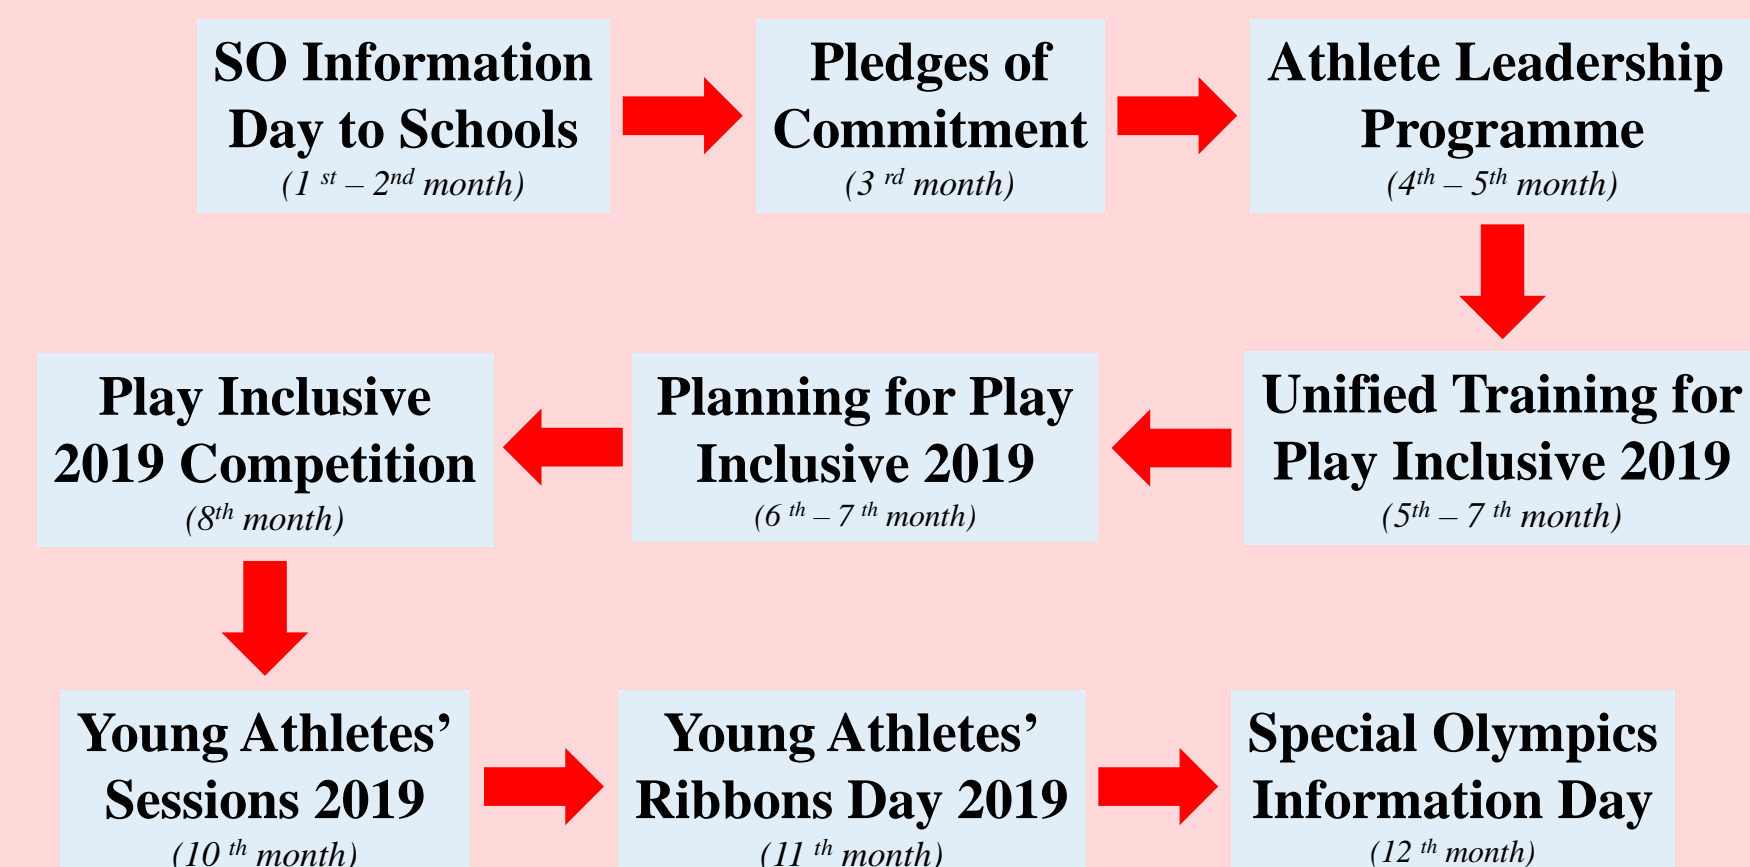 SO Information
Day to Schools
(1 st – 2nd month)
Pledges of
Commitment
(3 rd month)
Athlete Leadership
Programme
(4th – 5th month)
Unified Training for
Play Inclusive 2019
(5th – 7 th month)
Planning for Play
Inclusive 2019
(6 th – 7 th month)
Play Inclusive
2019 Competition
(8th month)
Young Athletes’
Sessions 2019
(10 th month)
Young Athletes’
Ribbons Day 2019
(11 th month)
Special Olympics
Information Day
(12 th month)